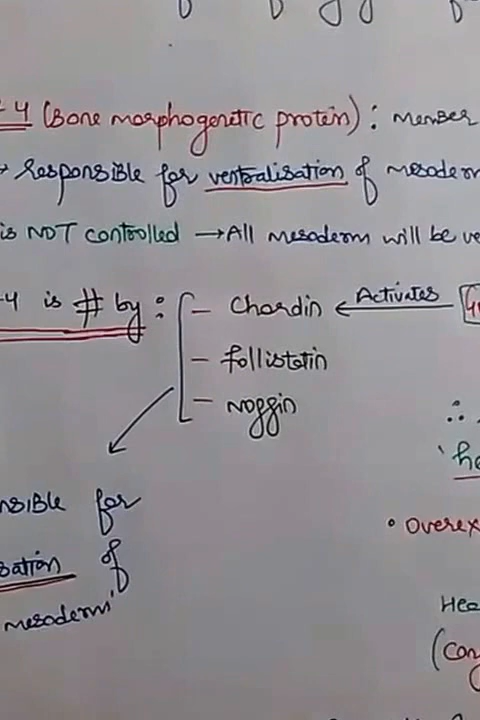 -4 (Bone morphogenetic protein): Member
→ Responsible for ventralisation of mesoderm
is NOT controlled → All mesoderm will be ve
-4 is # by:
- Chordin ← Activates
- follistatin
- Noggin
∴
'he
nsible for
sation of
mesoderm'
• Overex
Hea
(con